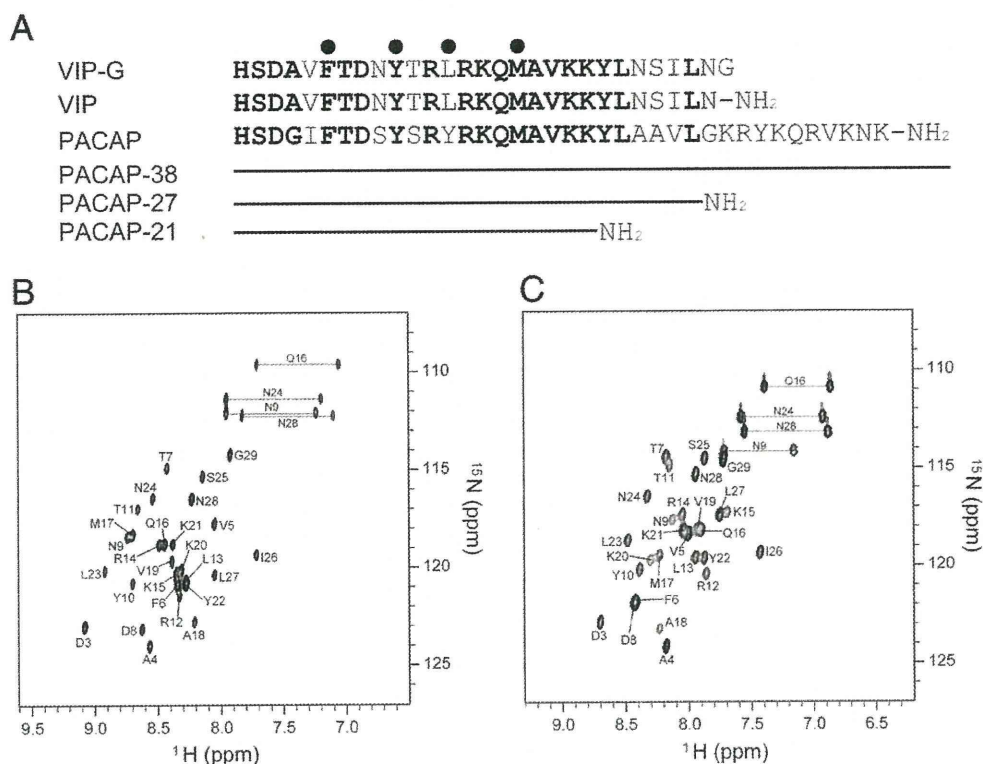 A
VIP-G HSDAVFTDNYTRLRKQMAVKKYLNSILNG
VIP HSDAVFTDNYTRLRKQMAVKKYLNSILN-NH2
PACAP HSDGIFTDSYSRYRKQMAVKKYLAAVLGKRYKQRVKNK-NH2
PACAP-38
PACAP-27 NH2
PACAP-21 NH2
B
Q16
N24
N9
N28
G29
T7
S25
N24
N28
T11
M17
Q16
K21
V5
N9
R14
K20
I26
V19
L13
L23
K15
L27
Y10
F6
Y22
R12
A18
D3
D8
A4
110
115
120
125
15N (ppm)
9.5 9.0 8.5 8.0 7.5 7.0
1H (ppm)
C
Q16
N24
N28
N9
T7
S25
T11
G29
N28
L27
N24
R14
V19
K15
N9
L23
K21
Q16
K20
V5
I26
Y10
L13
Y22
M17
R12
F6
D3
D8
A18
A4
110
115
120
125
15N (ppm)
9.0 8.5 8.0 7.5 7.0 6.5
1H (ppm)